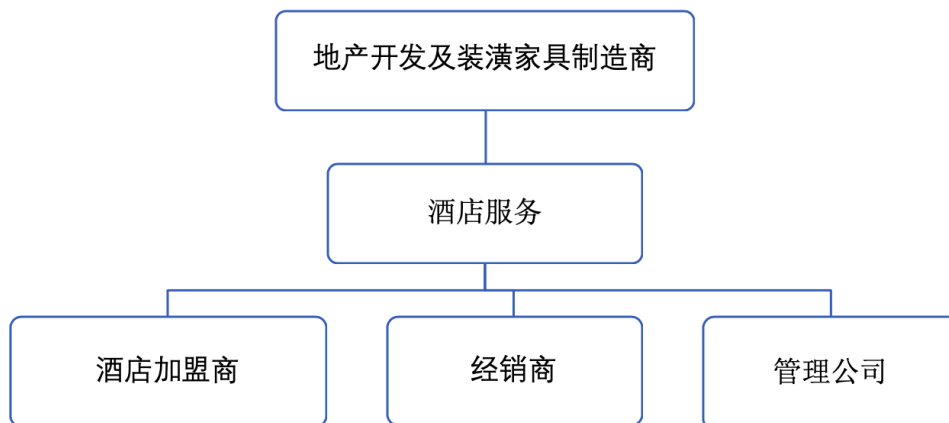 地产开发及装潢家具制造商
酒店服务
酒店加盟商
经销商
管理公司